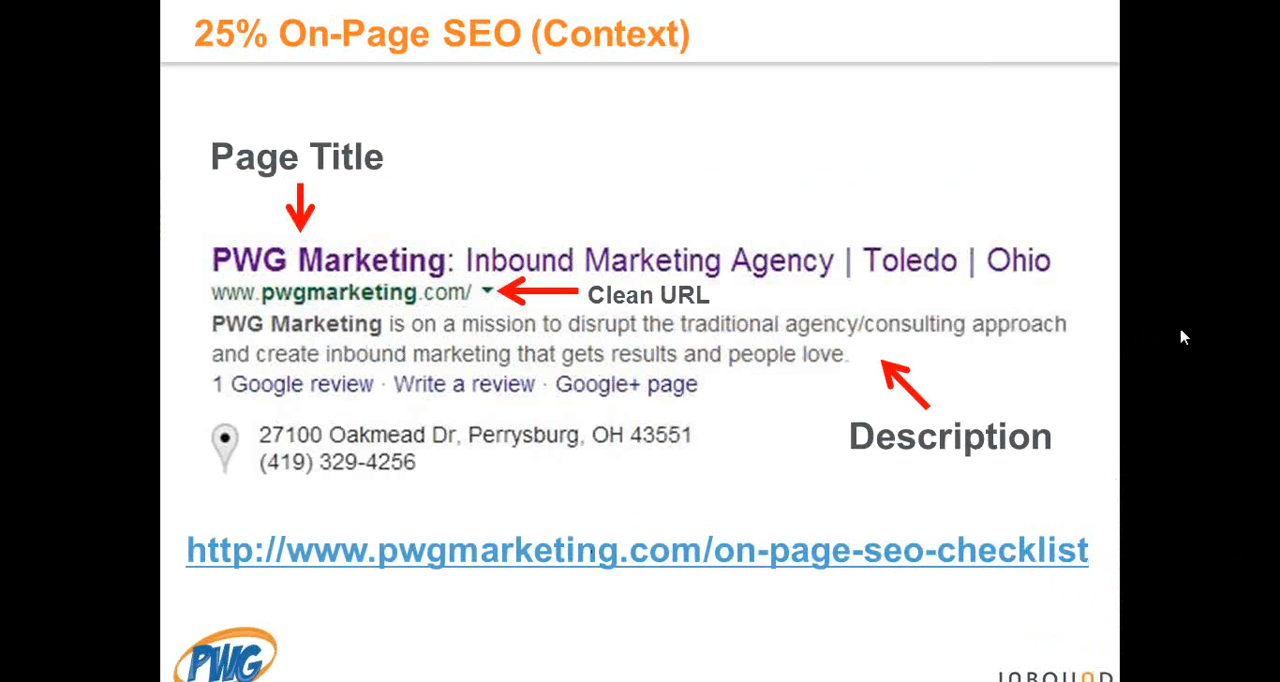 25% On-Page SEO (Context)
Page Title
PWG Marketing: Inbound Marketing Agency | Toledo | Ohio
www.pwgmarketing.com/
Clean URL
PWG Marketing is on a mission to disrupt the traditional agency/consulting approach
and create inbound marketing that gets results and people love.
1 Google review · Write a review · Google+ page
27100 Oakmead Dr, Perrysburg, OH 43551
(419) 329-4256
Description
http://www.pwgmarketing.com/on-page-seo-checklist
PWG
INBOUND